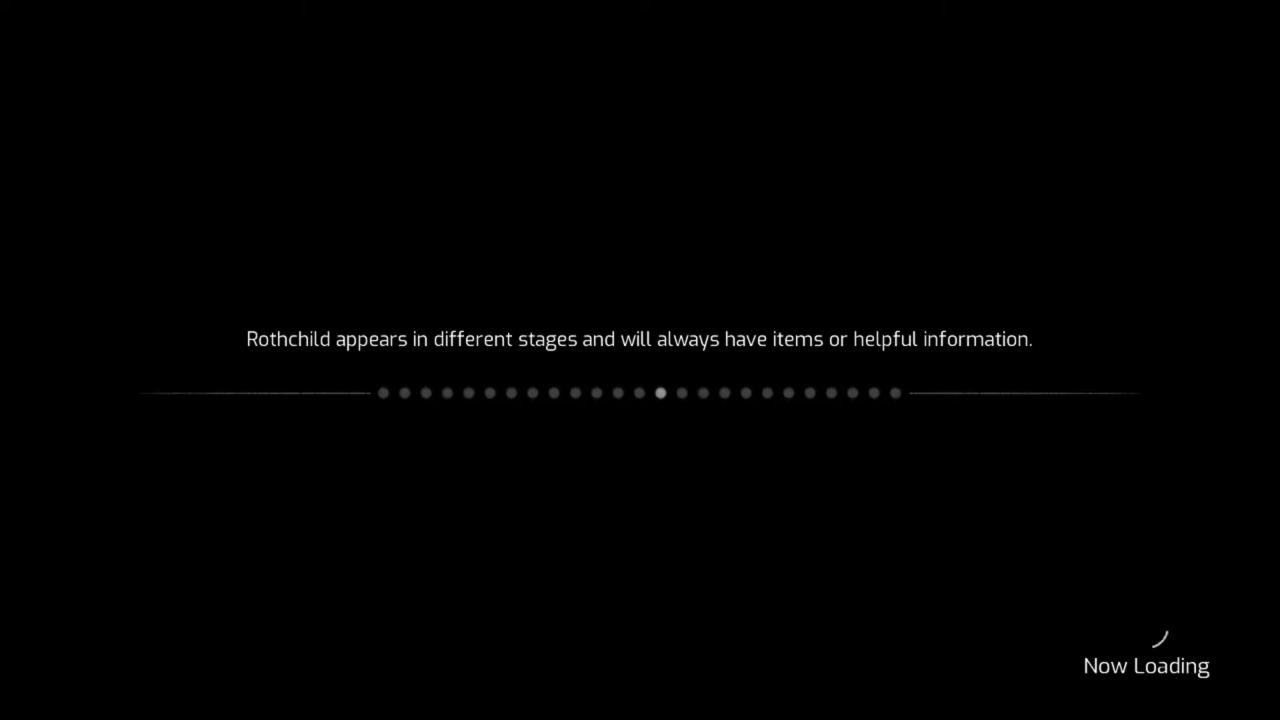 Rothchild appears in different stages and will always have items or helpful information.
Now Loading